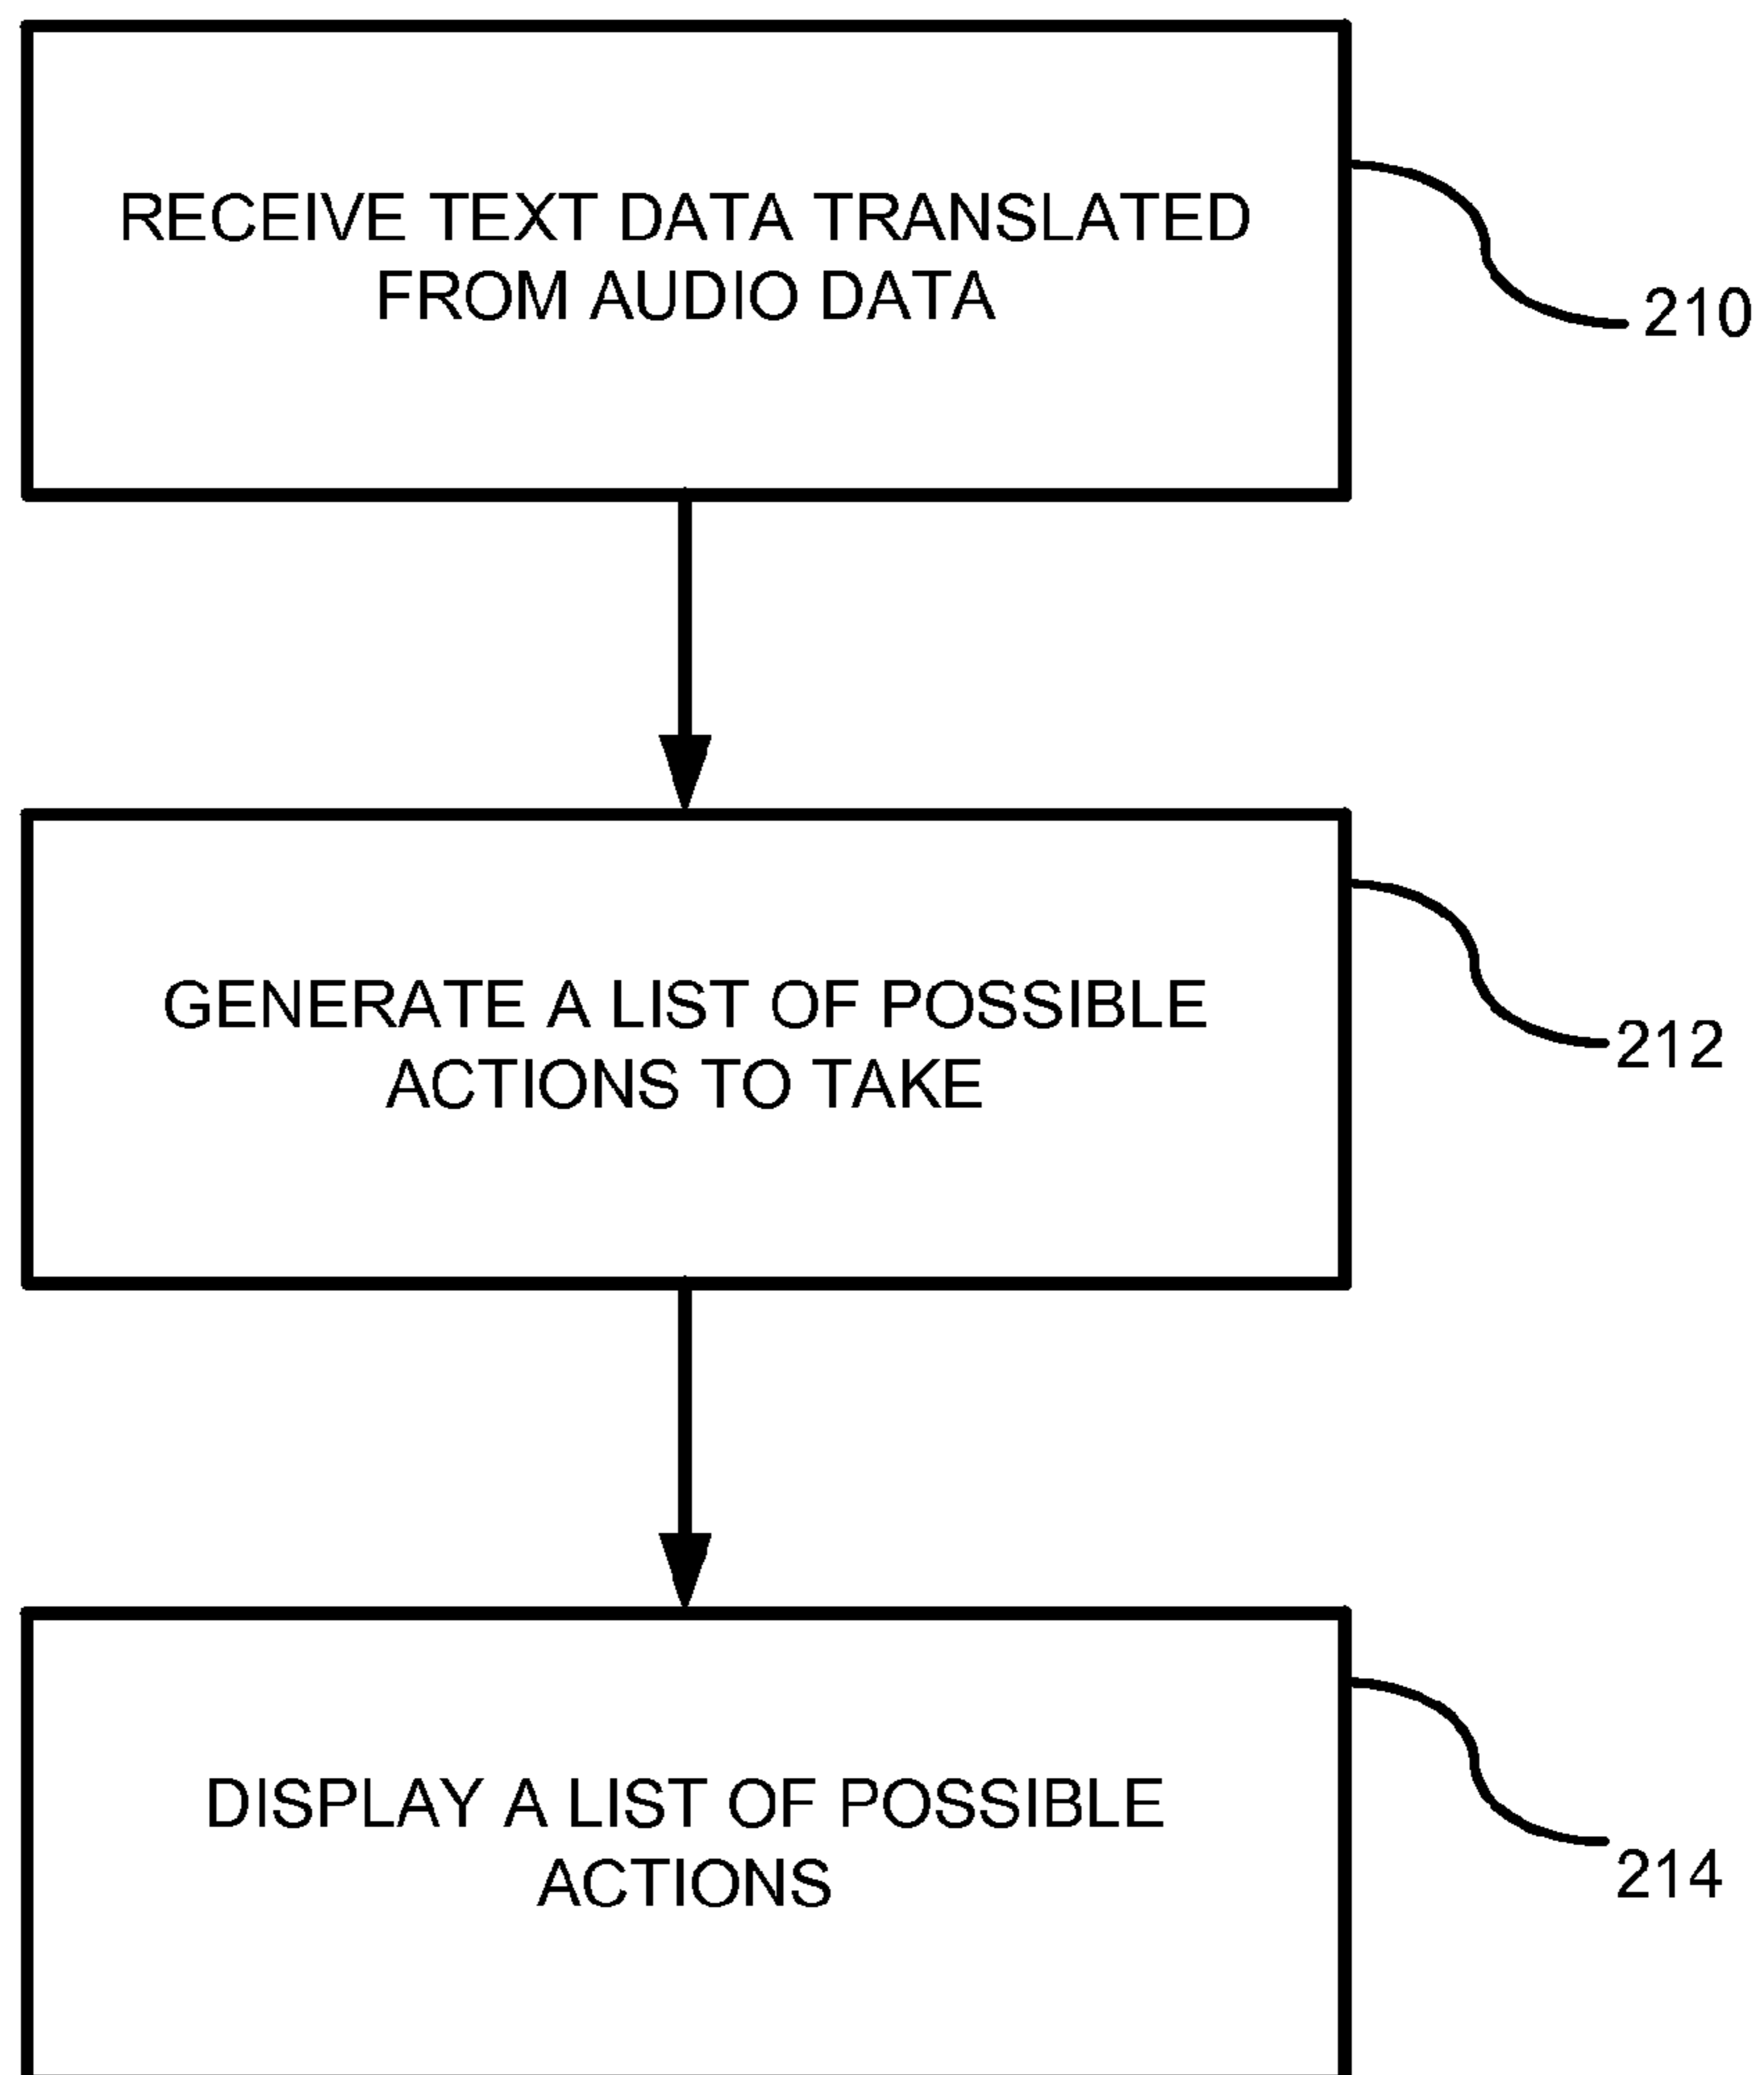 RECEIVE TEXT DATA TRANSLATED
FROM AUDIO DATA
210
GENERATE A LIST OF POSSIBLE
ACTIONS TO TAKE
212
DISPLAY A LIST OF POSSIBLE
ACTIONS
214